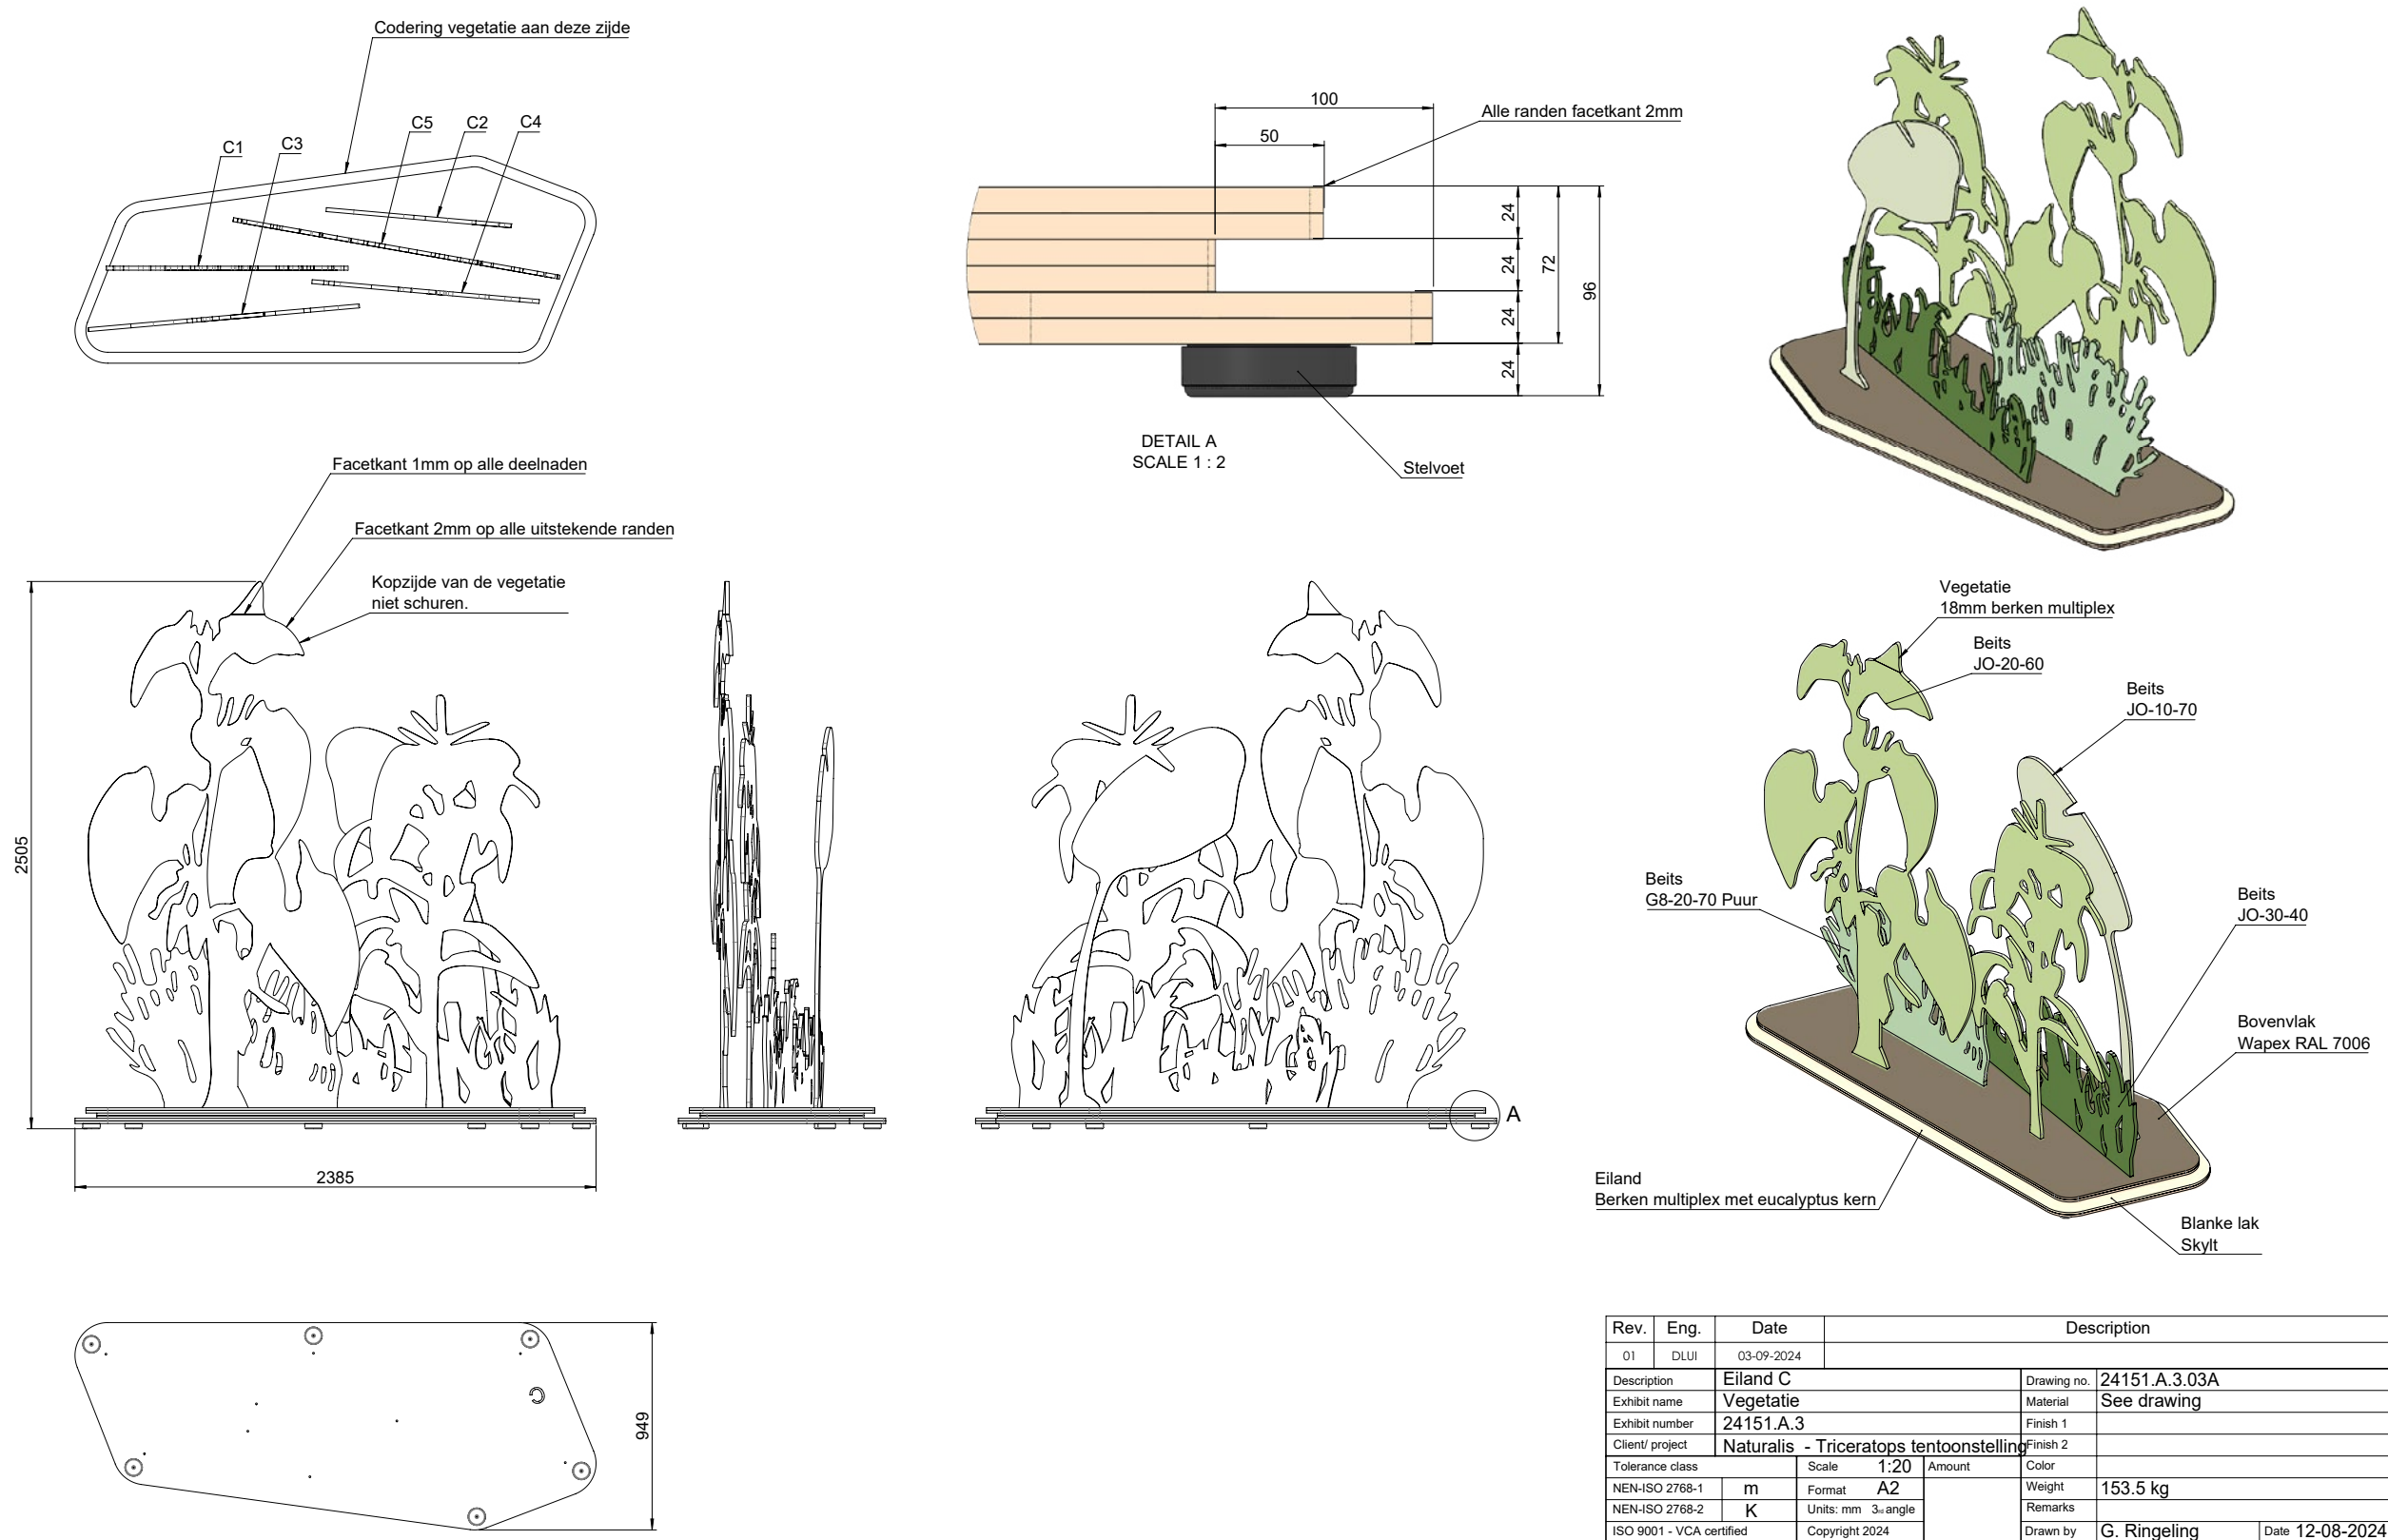 Codering vegetatie aan deze zijde
C1
C3
C5
C2
C4
100
50
Alle randen facetkant 2mm
24
24
24
24
72
96
DETAIL A
SCALE 1 : 2
Stelvoet
Facetkant 1mm op alle deelnaden
Facetkant 2mm op alle uitstekende randen
Kopzijde van de vegetatie
niet schuren.
2505
2385
A
Vegetatie
18mm berken multiplex
Beits
JO-20-60
Beits
JO-10-70
Beits
G8-20-70 Puur
Beits
JO-30-40
Bovenvlak
Wapex RAL 7006
Eiland
Berken multiplex met eucalyptus kern
Blanke lak
Skylt
949
C
Rev. Eng. Date Description
01 DLUI 03-09-2024
Description Eiland C Drawing no. 24151.A.3.03A
Exhibit name Vegetatie Material See drawing
Exhibit number 24151.A.3 Finish 1
Client/ project Naturalis - Triceratops tentoonstelling Finish 2
Tolerance class Scale 1:20 Amount Color
NEN-ISO 2768-1 m Format A2 Weight 153.5 kg
NEN-ISO 2768-2 K Units: mm 3rd angle Remarks
ISO 9001 - VCA certified Copyright 2024 Drawn by G. Ringeling Date 12-08-2024